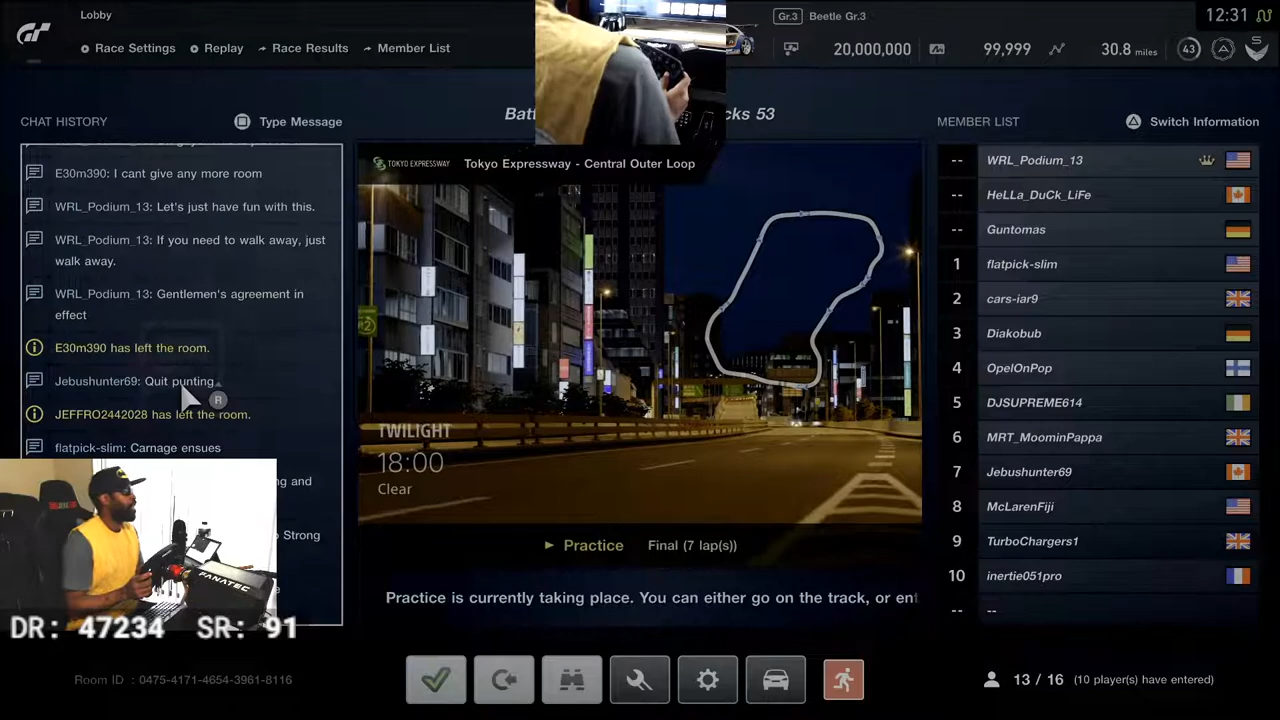 Lobby
Race Settings
Replay
Race Results
Member List
Gr.3
Beetle Gr.3
20,000,000
99,999
30.8 miles
43
12:31
CHAT HISTORY
Type Message
E30m390: I cant give any more room
WRL_Podium_13: Let's just have fun with this.
WRL_Podium_13: If you need to walk away, just
walk away.
WRL_Podium_13: Gentlemen's agreement in
effect
E30m390 has left the room.
Jebushunter69: Quit punting
R
JEFFRO2442028 has left the room.
flatpick-slim: Carnage ensues
and
Strong
FANATEC
DR: 47234 SR: 91
Room ID : 0475-4171-4654-3961-8116
53
TOKYO EXPRESSWAY
Tokyo Expressway - Central Outer Loop
TWILIGHT
18:00
Clear
Practice
Final (7 lap(s))
Practice is currently taking place. You can either go on the track, or
MEMBER LIST
Switch Information
-- WRL_Podium_13
-- HeLLa_DuCk_LiFe
-- Guntomas
1 flatpick-slim
2 cars-iar9
3 Diakobub
4 OpelOnPop
5 DJSUPREME614
6 MRT_MoominPappa
7 Jebushunter69
8 McLarenFiji
9 TurboChargers1
10 inertie051pro
-- --
13 / 16 (10 player(s) have entered)